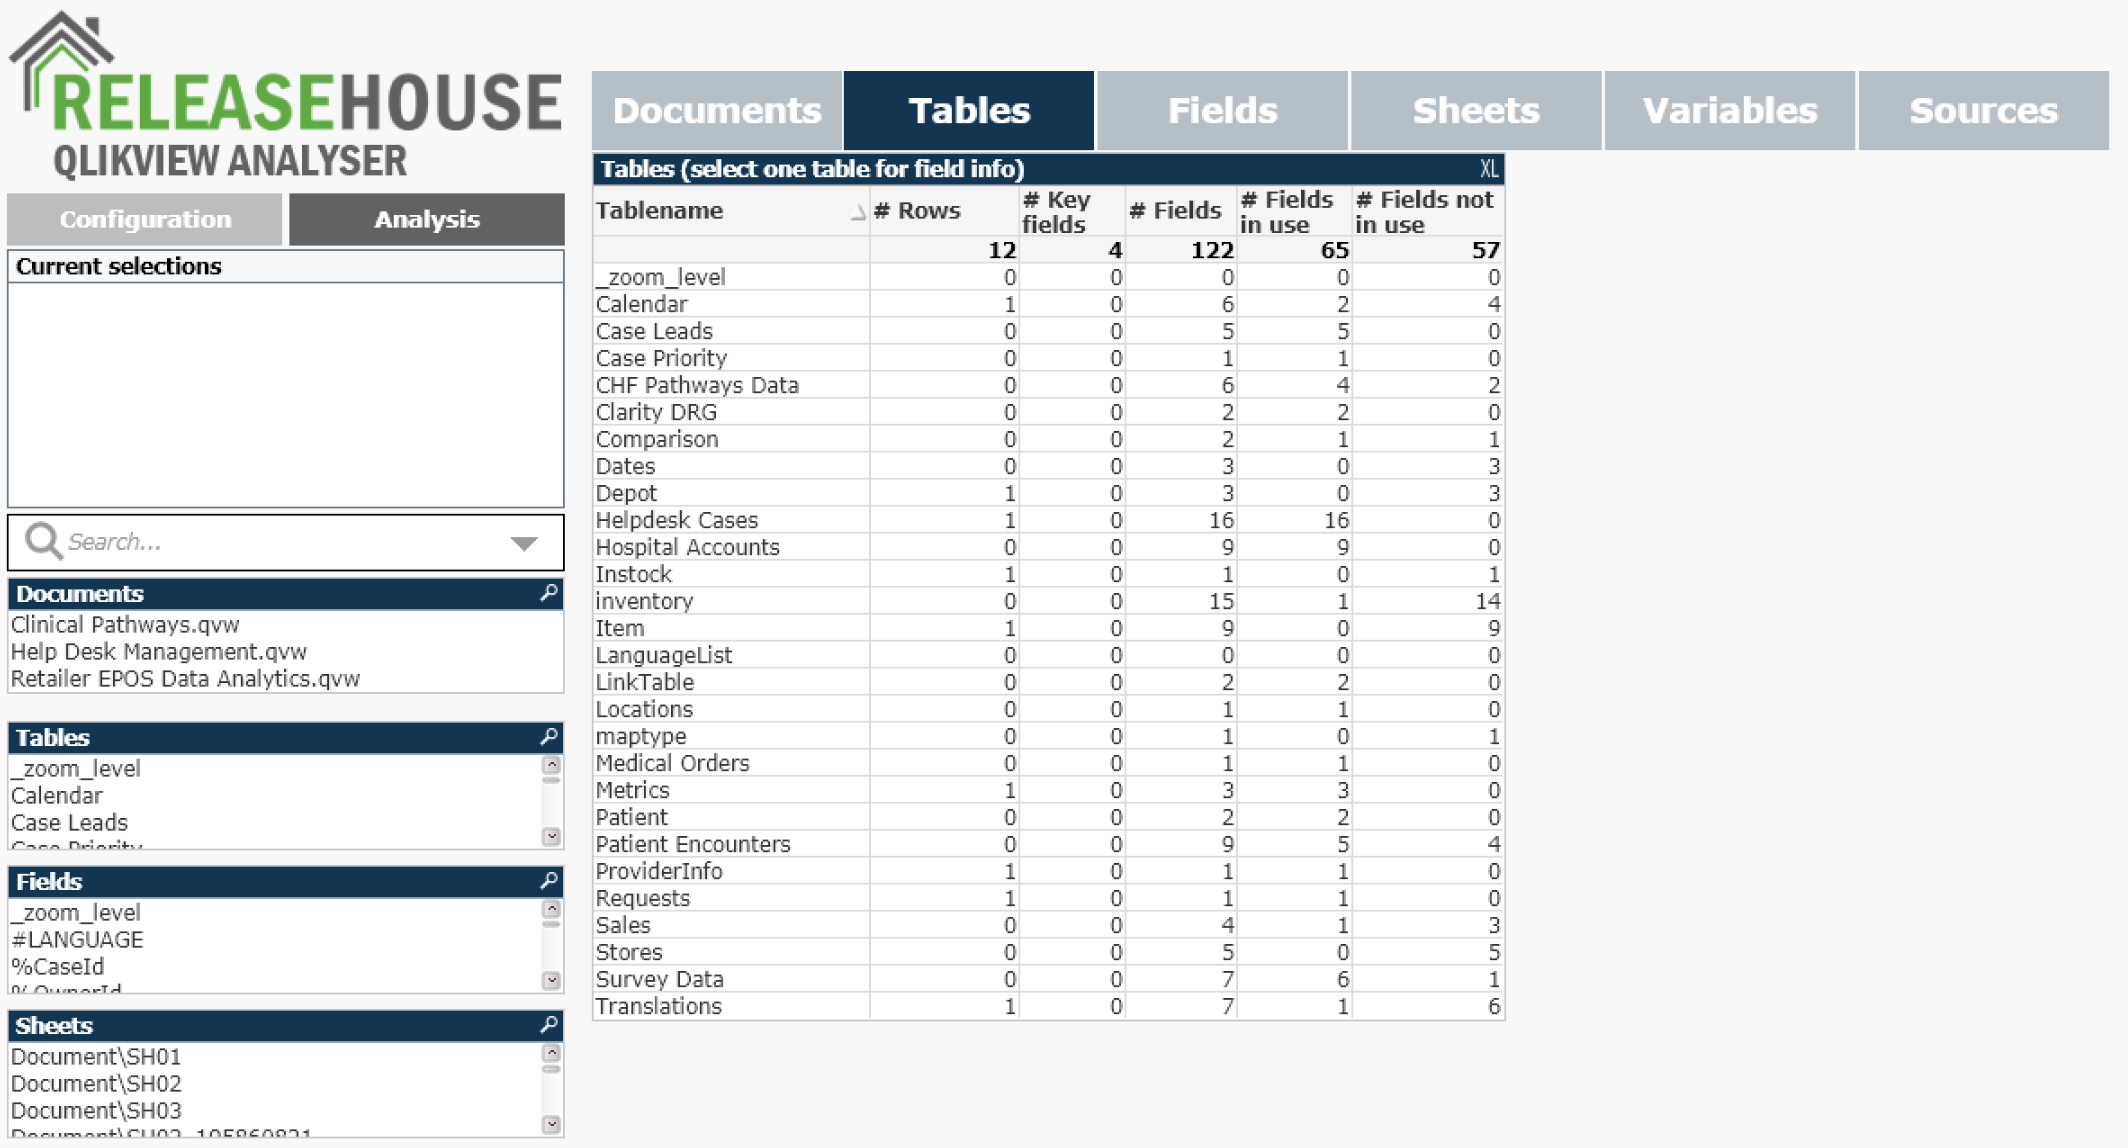 RELEASEHOUSE
QLIKVIEW ANALYSER
Configuration Analysis
Current selections
Search...
Documents
Clinical Pathways.qvw
Help Desk Management.qvw
Retailer EPOS Data Analytics.qvw
Tables
_zoom_level
Calendar
Case Leads
Case Priority
Fields
_zoom_level
#LANGUAGE
%CaseId
%OwnerId
Sheets
Document\SH01
Document\SH02
Document\SH03
Documents Tables Fields Sheets Variables Sources
Tables (select one table for field info) XL
Tablename # Rows # Key fields # Fields # Fields in use # Fields not in use
12 4 122 65 57
_zoom_level 0 0 0 0 0
Calendar 1 0 6 2 4
Case Leads 0 0 5 5 0
Case Priority 0 0 1 1 0
CHF Pathways Data 0 0 6 4 2
Clarity DRG 0 0 2 2 0
Comparison 0 0 2 1 1
Dates 0 0 3 0 3
Depot 1 0 3 0 3
Helpdesk Cases 1 0 16 16 0
Hospital Accounts 0 0 9 9 0
Instock 1 0 1 0 1
inventory 0 0 15 1 14
Item 1 0 9 0 9
LanguageList 0 0 0 0 0
LinkTable 0 0 2 2 0
Locations 0 0 1 1 0
maptype 0 0 1 0 1
Medical Orders 0 0 1 1 0
Metrics 1 0 3 3 0
Patient 0 0 2 2 0
Patient Encounters 0 0 9 5 4
ProviderInfo 1 0 1 1 0
Requests 1 0 1 1 0
Sales 0 0 4 1 3
Stores 0 0 5 0 5
Survey Data 0 0 7 6 1
Translations 1 0 7 1 6